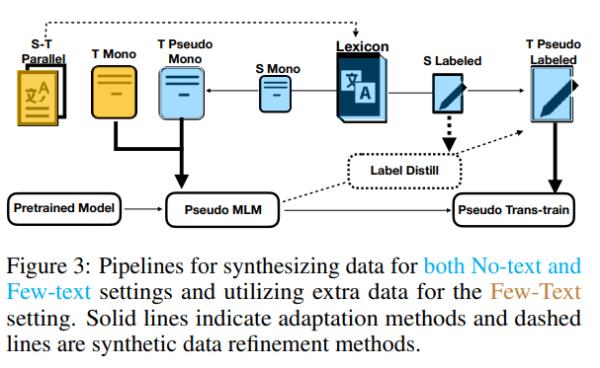 S-T
Parallel
T Mono
T Pseudo
Mono
S Mono
Lexicon
S Labeled
T Pseudo
Labeled
Label Distill
Pretrained Model
Pseudo MLM
Pseudo Trans-train
Figure 3: Pipelines for synthesizing data for both No-text and
Few-text settings and utilizing extra data for the Few-Text
setting. Solid lines indicate adaptation methods and dashed
lines are synthetic data refinement methods.